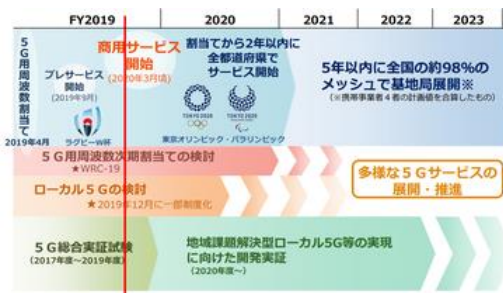 FY2019
2020
2021
2022
2023
5G用周波数割当て
2019年4月
プレサービス
開始
(2019年9月)
ラグビーW杯
商用サービス
開始
(2020年3月頃)
割当てから2年以内に
全都道府県で
サービス開始
TOKYO 2020
TOKYO 2020
東京オリンピック・パラリンピック
5年以内に全国の約98%の
メッシュで基地局展開※
(※携帯事業者4者の計画値を合算したもの)
5G用周波数次期割当ての検討
★WRC-19
ローカル5Gの検討
★2019年12月に一部制度化
多様な5Gサービスの
展開・推進
5G総合実証試験
(2017年度～2019年度)
地域課題解決型ローカル5G等の実現
に向けた開発実証
(2020年度～)